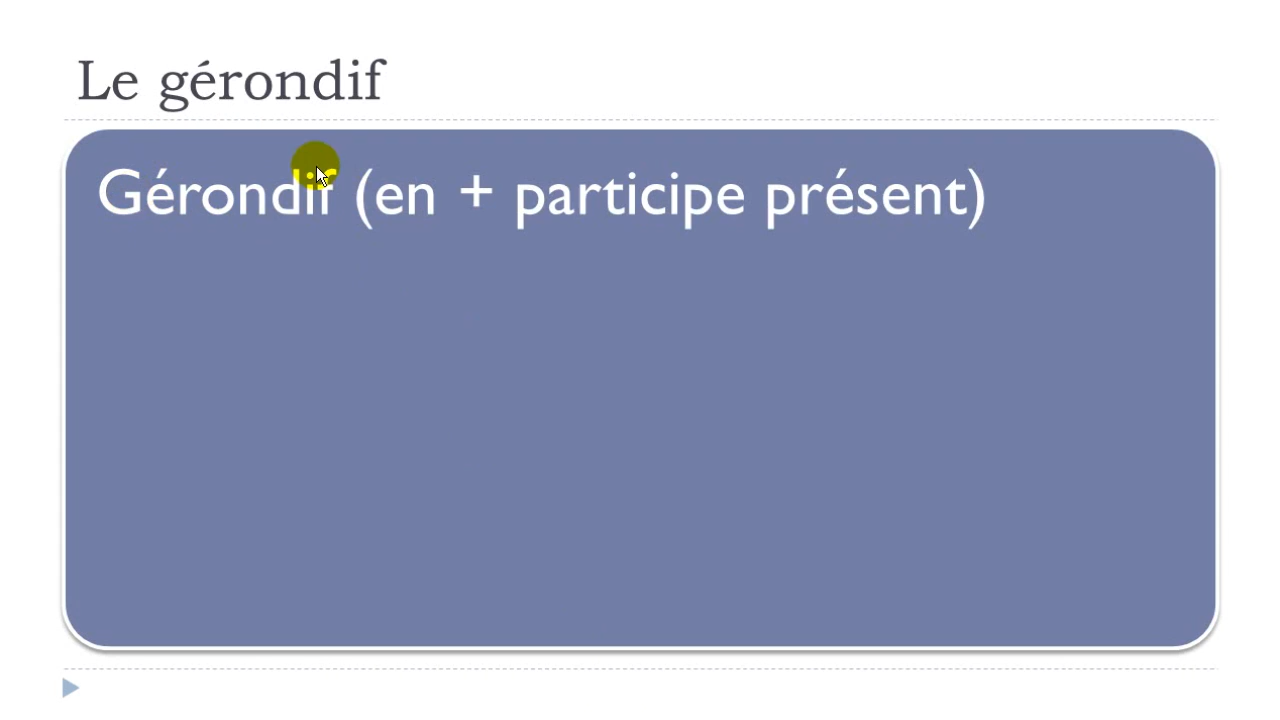 Le gérondif
Gérondif (en + participe présent)